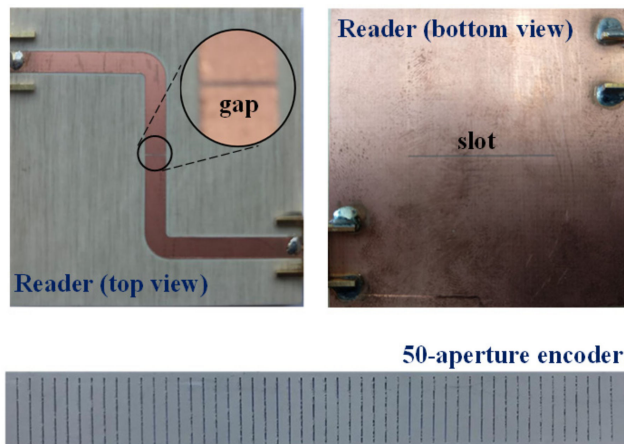 Reader (bottom view)
gap
slot
Reader (top view)
50-aperture encoder